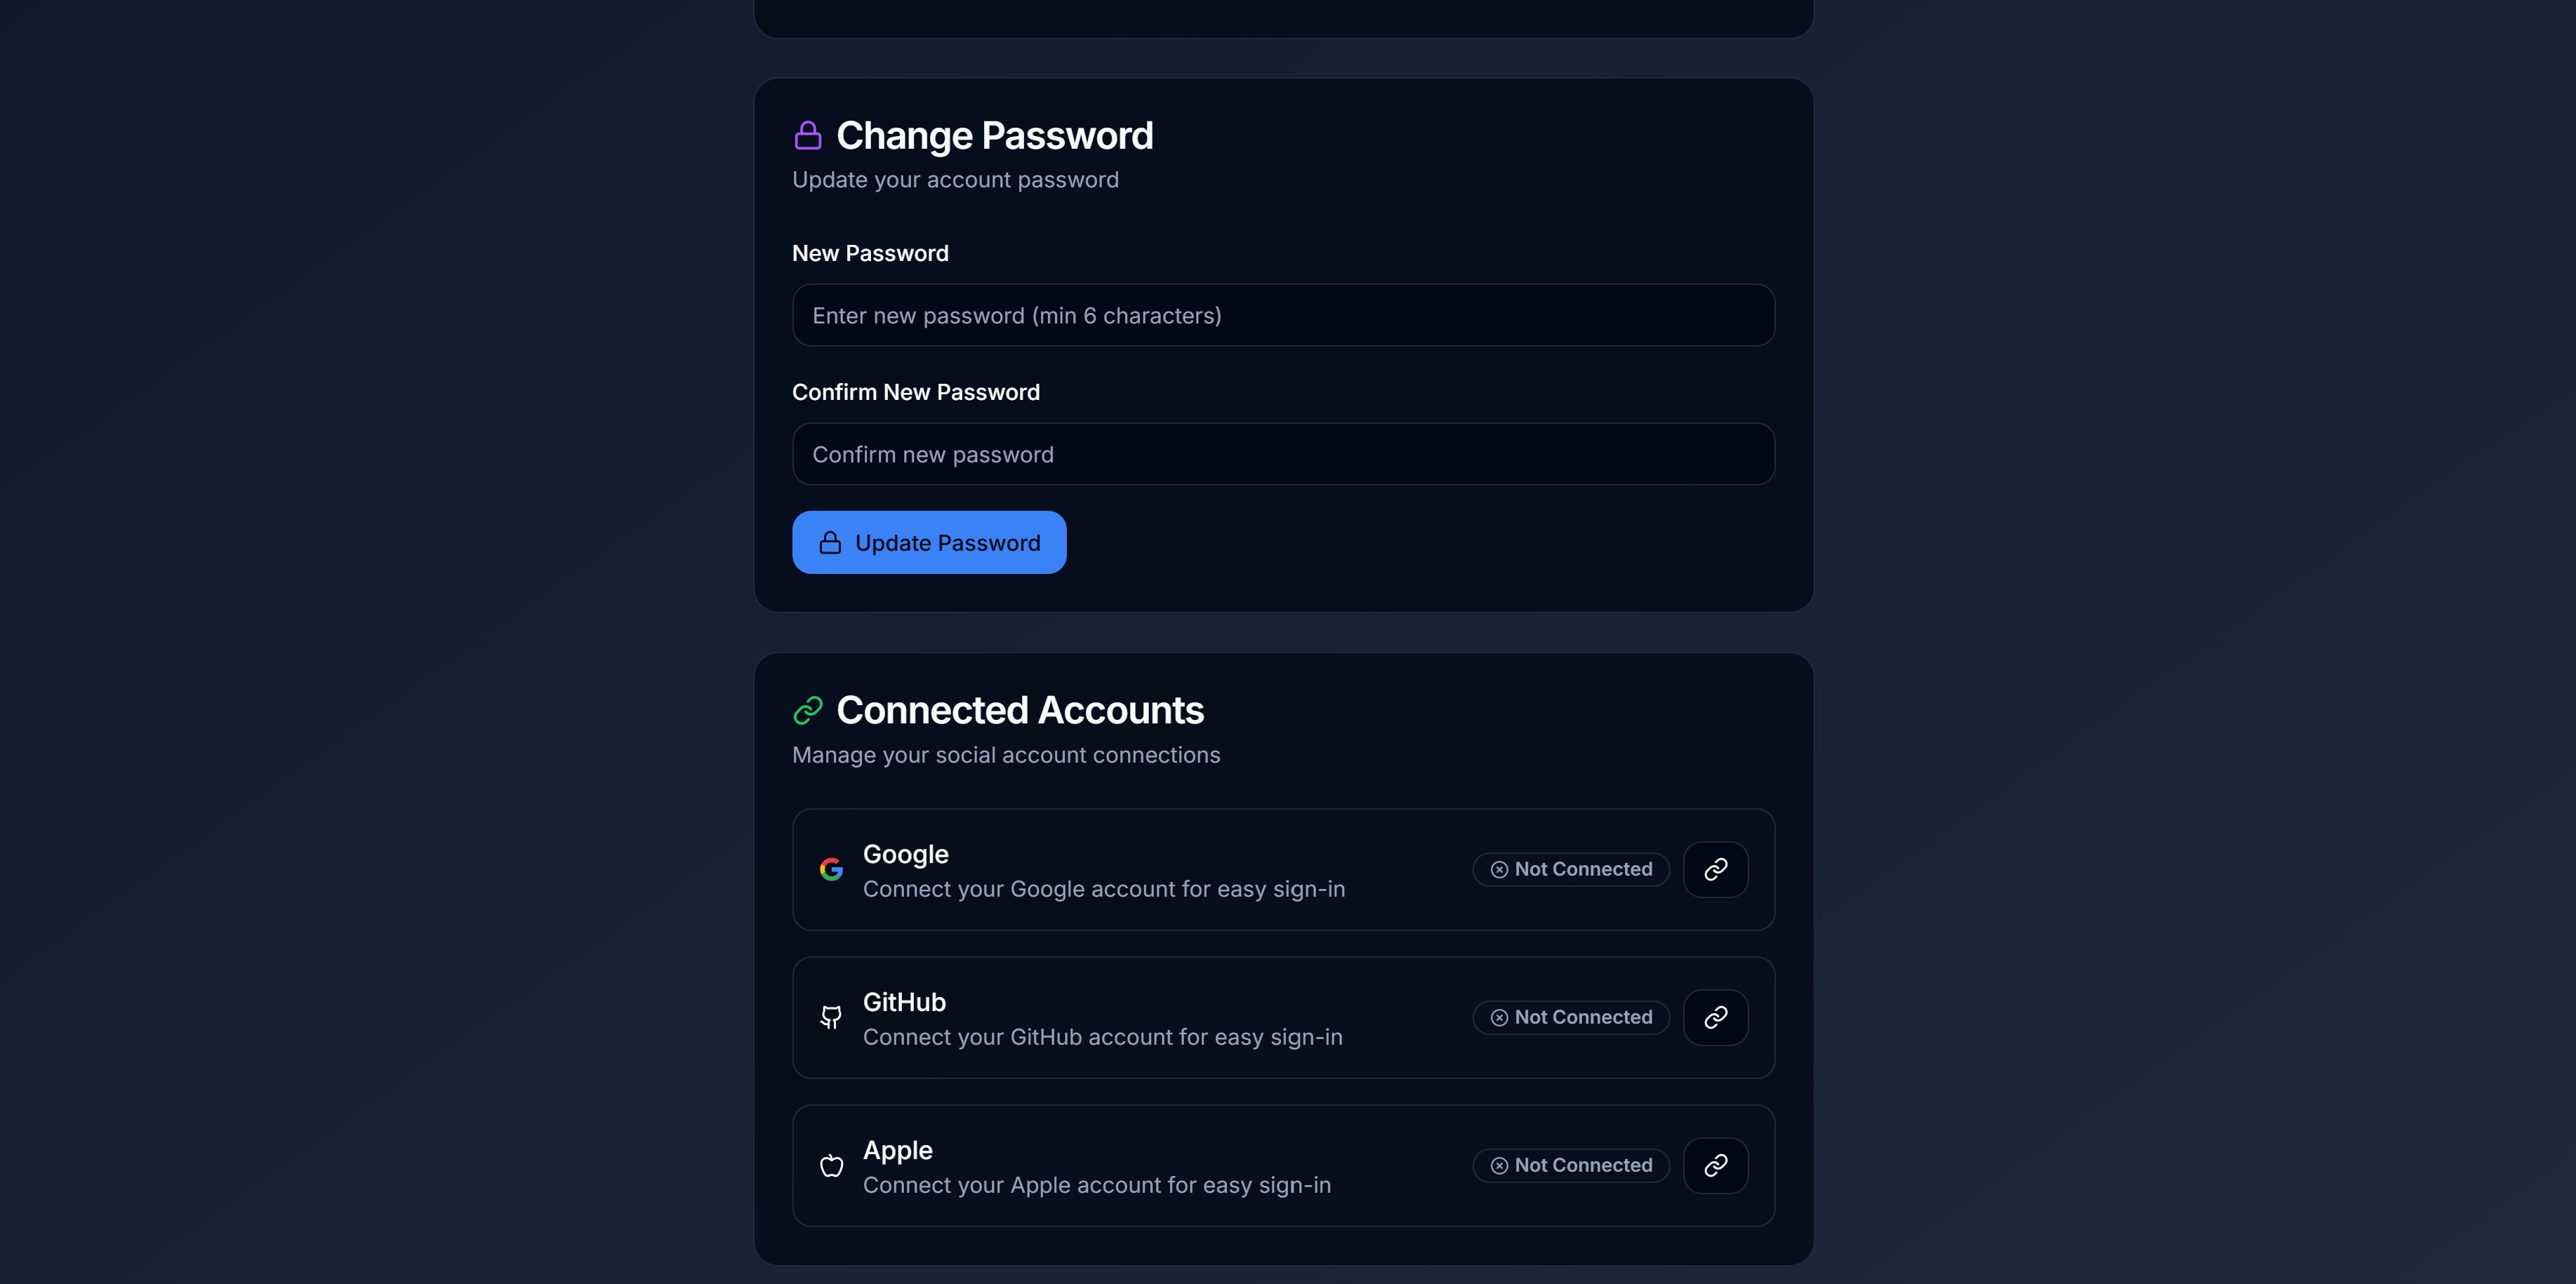 Change Password
Update your account password
New Password
Enter new password (min 6 characters)
Confirm New Password
Confirm new password
Update Password
Connected Accounts
Manage your social account connections
Google
Connect your Google account for easy sign-in
Not Connected
GitHub
Connect your GitHub account for easy sign-in
Not Connected
Apple
Connect your Apple account for easy sign-in
Not Connected